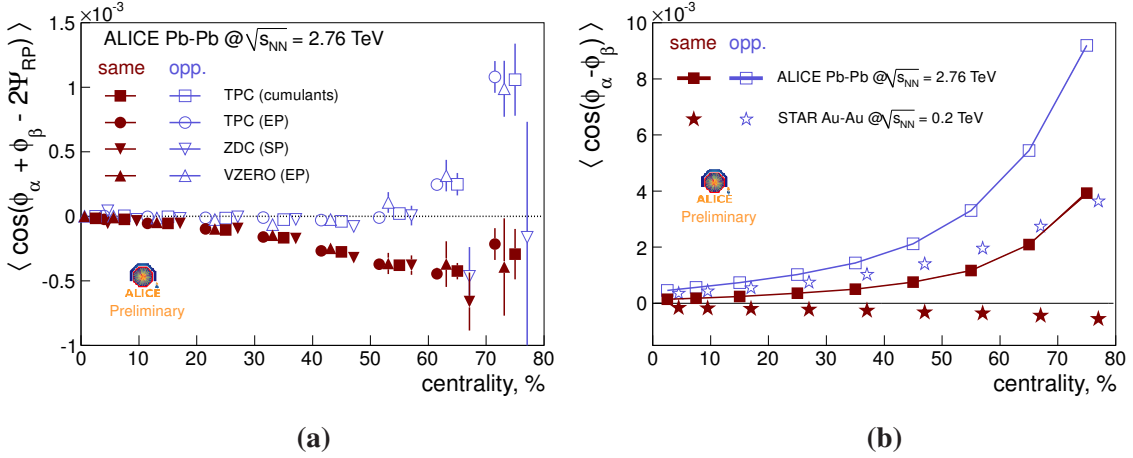 ×10⁻³
⟨ cos(φα + φβ - 2ΨRP) ⟩
1.5
1
0.5
0
-0.5
-1
ALICE Pb-Pb @√sNN = 2.76 TeV
same opp.
TPC (cumulants)
TPC (EP)
ZDC (SP)
VZERO (EP)
ALICE
Preliminary
0 10 20 30 40 50 60 70 80
centrality, %
(a)
×10⁻³
⟨ cos(φα-φβ) ⟩
10
8
6
4
2
0
same opp.
ALICE Pb-Pb @√sNN = 2.76 TeV
STAR Au-Au @√sNN = 0.2 TeV
ALICE
Preliminary
0 10 20 30 40 50 60 70 80
centrality, %
(b)